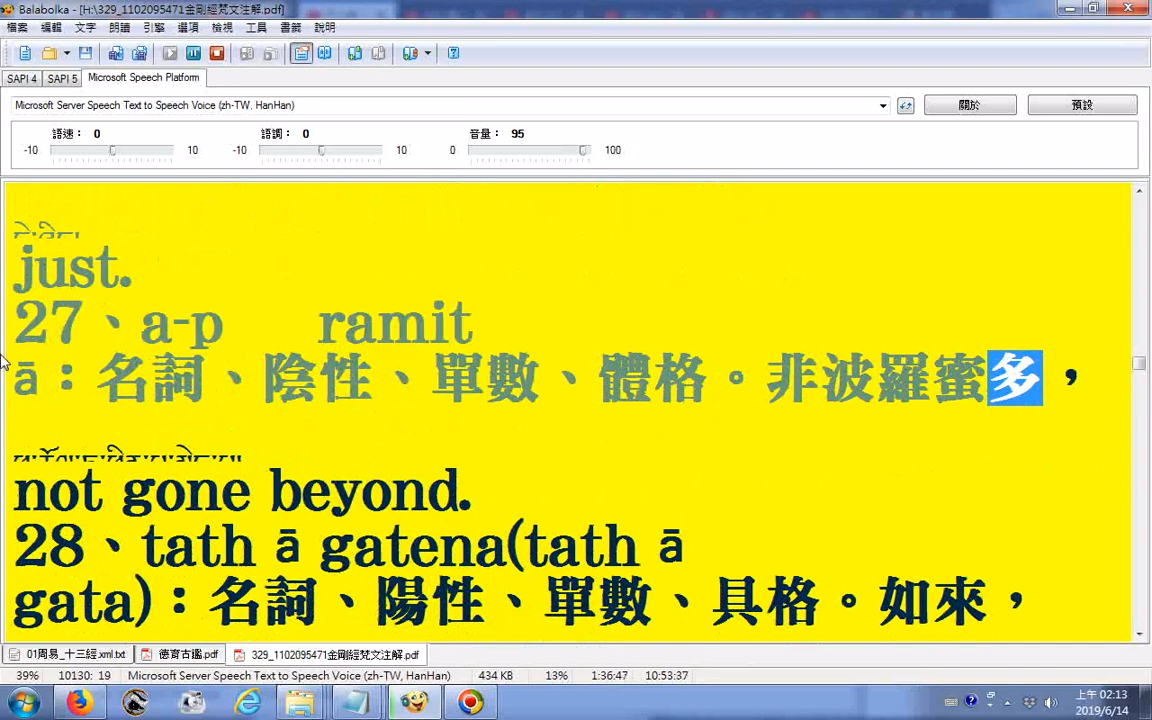 Balabolka - [H:\329_1102095471金剛經梵文注解.pdf]
檔案 編輯 文字 朗讀 引擎 選項 檢視 工具 書籤 說明
SAPI 4 SAPI 5 Microsoft Speech Platform
Microsoft Server Speech Text to Speech Voice (zh-TW, HanHan) 關於 預設
語速： 0 語調： 0 音量： 95
-10 10 -10 10 0 100
just.
27、a-p ramit
ā：名詞、陰性、單數、體格。非波羅蜜多，
not gone beyond.
28、tath ā gatena(tath ā
gata)：名詞、陽性、單數、具格。如來，
01周易_十三經.xml.txt 德育古鑑.pdf 329_1102095471金剛經梵文注解.pdf
39% 10130: 19 Microsoft Server Speech Text to Speech Voice (zh-TW, HanHan) 434 KB 13% 1:36:47 10:53:37
上午 02:13
2019/6/14